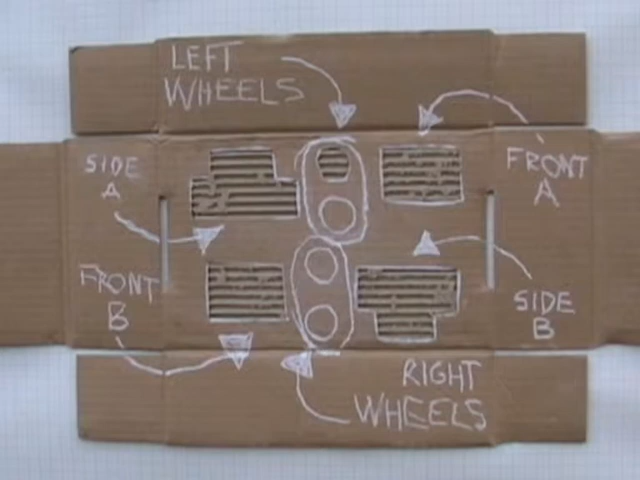 LEFT
WHEELS
SIDE
A
FRONT
A
FRONT
B
SIDE
B
RIGHT
WHEELS